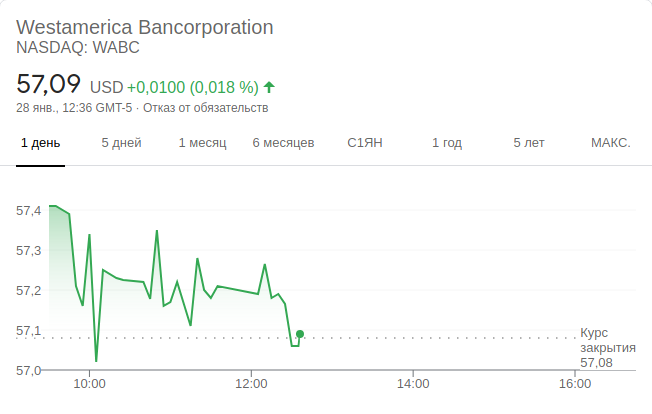 Westamerica Bancorporation
NASDAQ: WABC
57,09 USD +0,0100 (0,018 %)
28 янв., 12:36 GMT-5 · Отказ от обязательств
1 день 5 дней 1 месяц 6 месяцев С1ЯН 1 год 5 лет МАКС.
57,4
57,3
57,2
57,1
57,0
Курс
закрытия
57,08
10:00 12:00 14:00 16:00